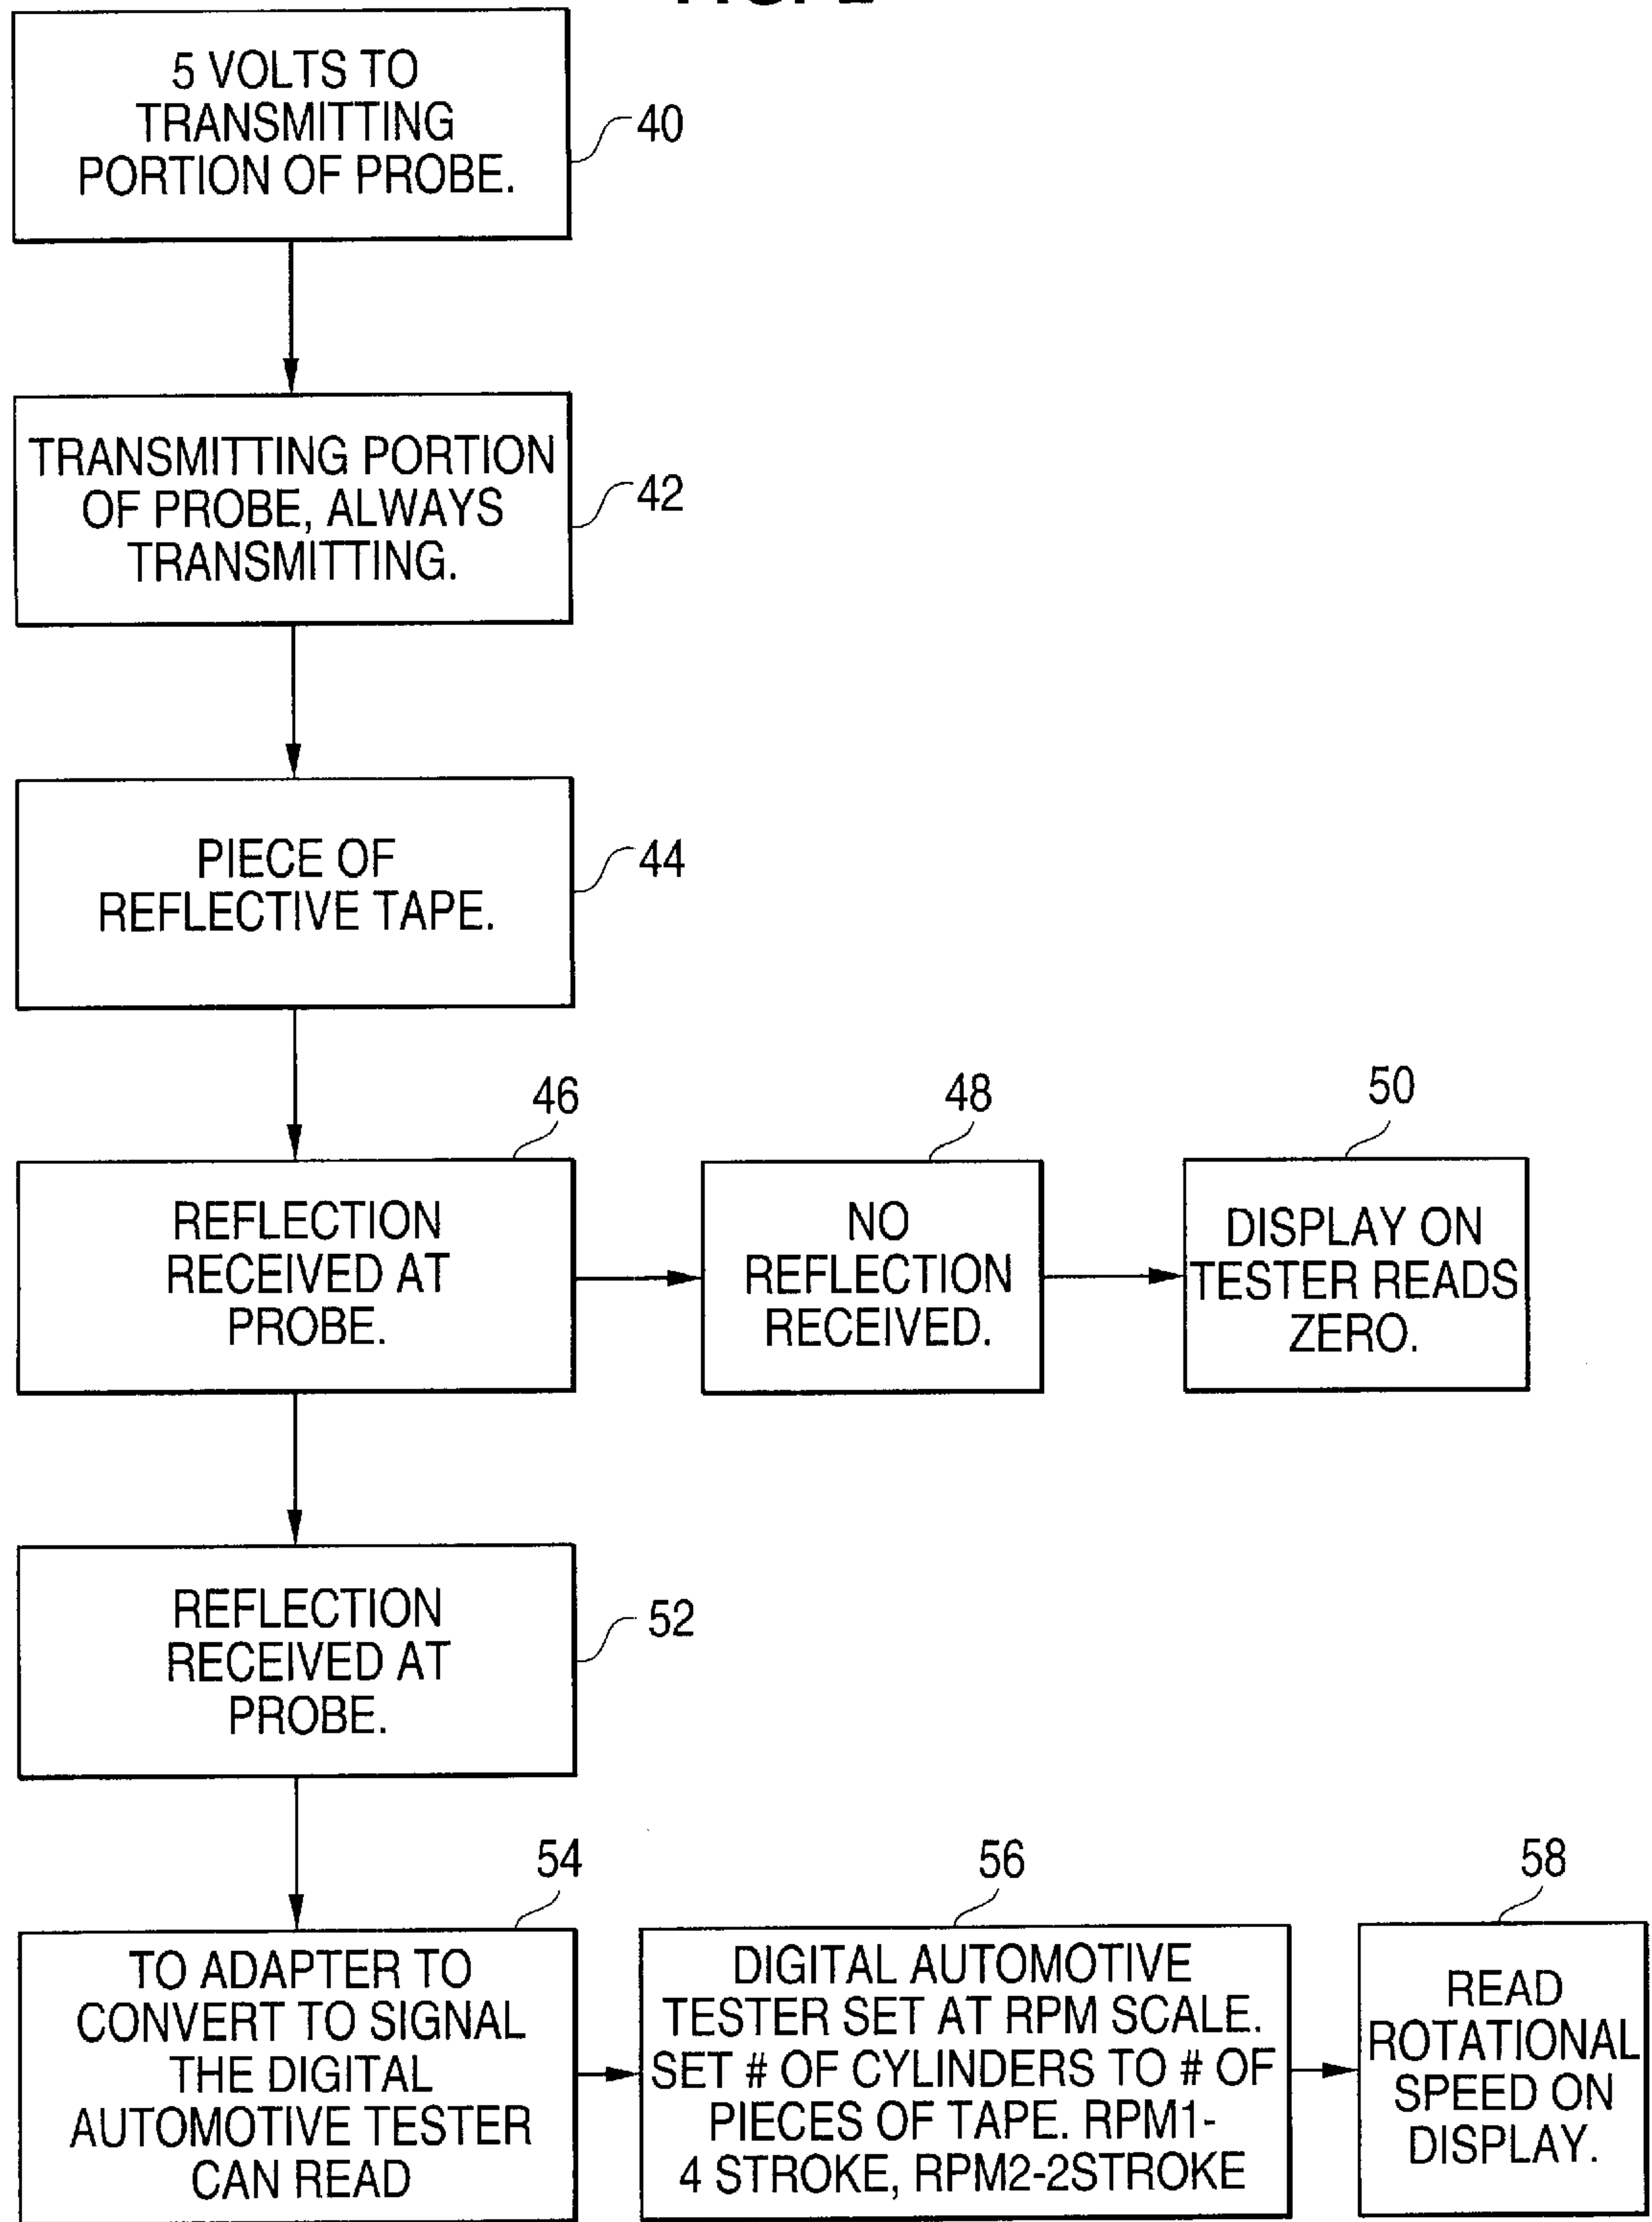 5 VOLTS TO
TRANSMITTING
PORTION OF PROBE.
40
TRANSMITTING PORTION
OF PROBE, ALWAYS
TRANSMITTING.
42
PIECE OF
REFLECTIVE TAPE.
44
46
REFLECTION
RECEIVED AT
PROBE.
48
NO
REFLECTION
RECEIVED.
50
DISPLAY ON
TESTER READS
ZERO.
REFLECTION
RECEIVED AT
PROBE.
52
54
TO ADAPTER TO
CONVERT TO SIGNAL
THE DIGITAL
AUTOMOTIVE TESTER
CAN READ
56
DIGITAL AUTOMOTIVE
TESTER SET AT RPM SCALE.
SET # OF CYLINDERS TO # OF
PIECES OF TAPE. RPM1-
4 STROKE, RPM2-2STROKE
58
READ
ROTATIONAL
SPEED ON
DISPLAY.